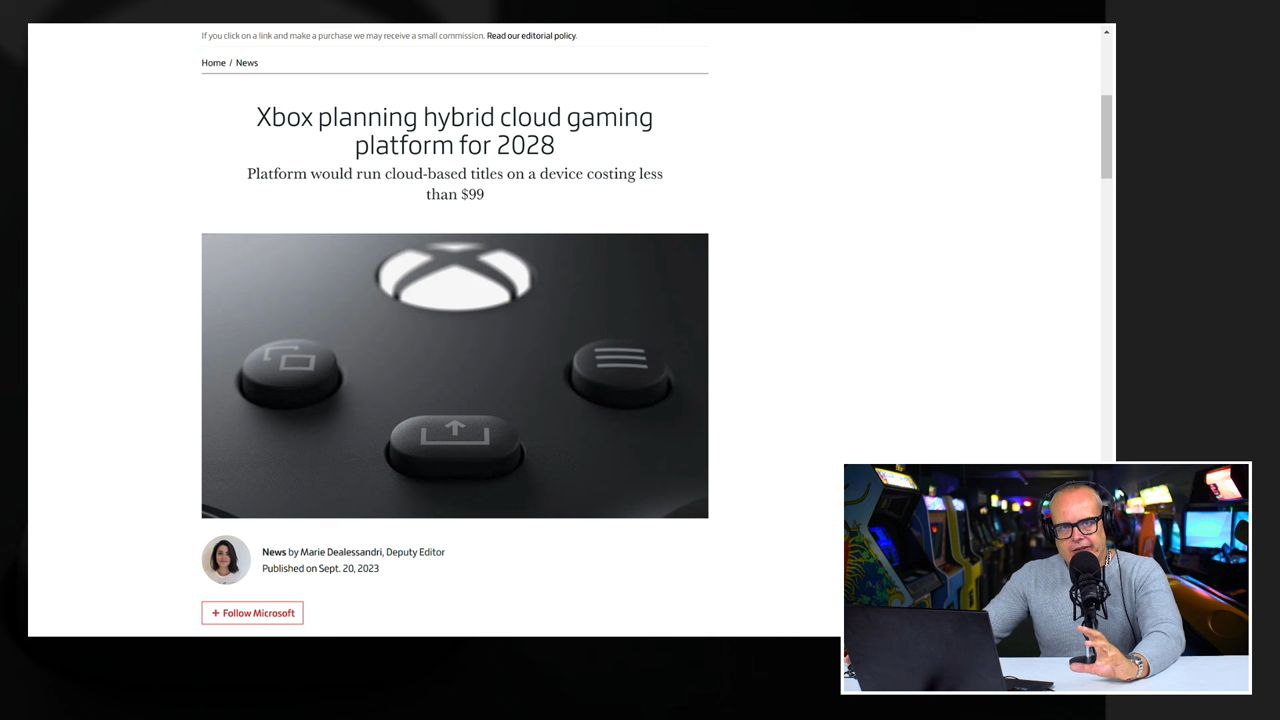 If you click on a link and make a purchase we may receive a small commission. Read our editorial policy.
Home / News
Xbox planning hybrid cloud gaming
platform for 2028
Platform would run cloud-based titles on a device costing less
than $99
News by Marie Dealessandri, Deputy Editor
Published on Sept. 20, 2023
+ Follow Microsoft